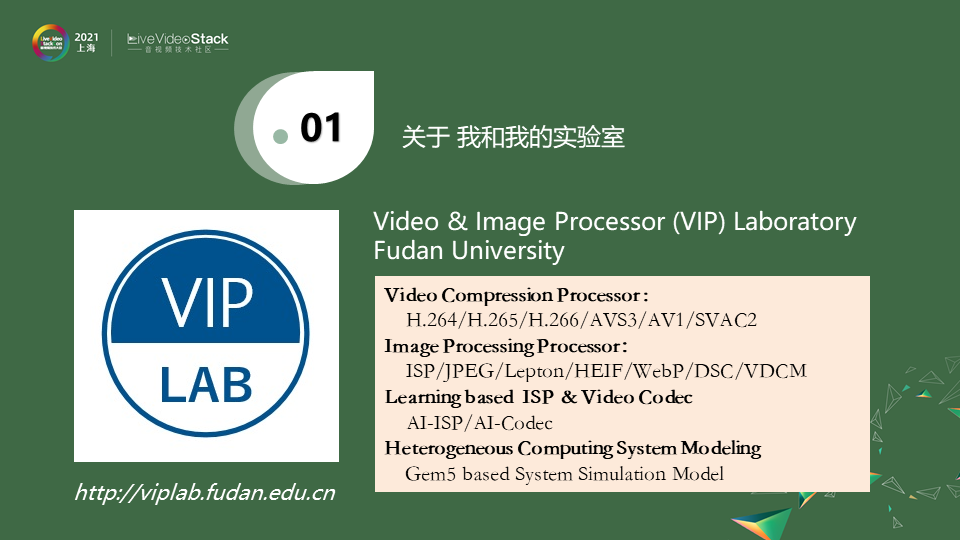 2021
上海
LiveVideoStack
音视频技术社区
01
关于 我和我的实验室
Video & Image Processor (VIP) Laboratory
Fudan University
VIP
LAB
Video Compression Processor:
H.264/H.265/H.266/AVS3/AV1/SVAC2
Image Processing Processor:
ISP/JPEG/Lepton/HEIF/WebP/DSC/VDCM
Learning based ISP & Video Codec
AI-ISP/AI-Codec
Heterogeneous Computing System Modeling
Gem5 based System Simulation Model
http://viplab.fudan.edu.cn